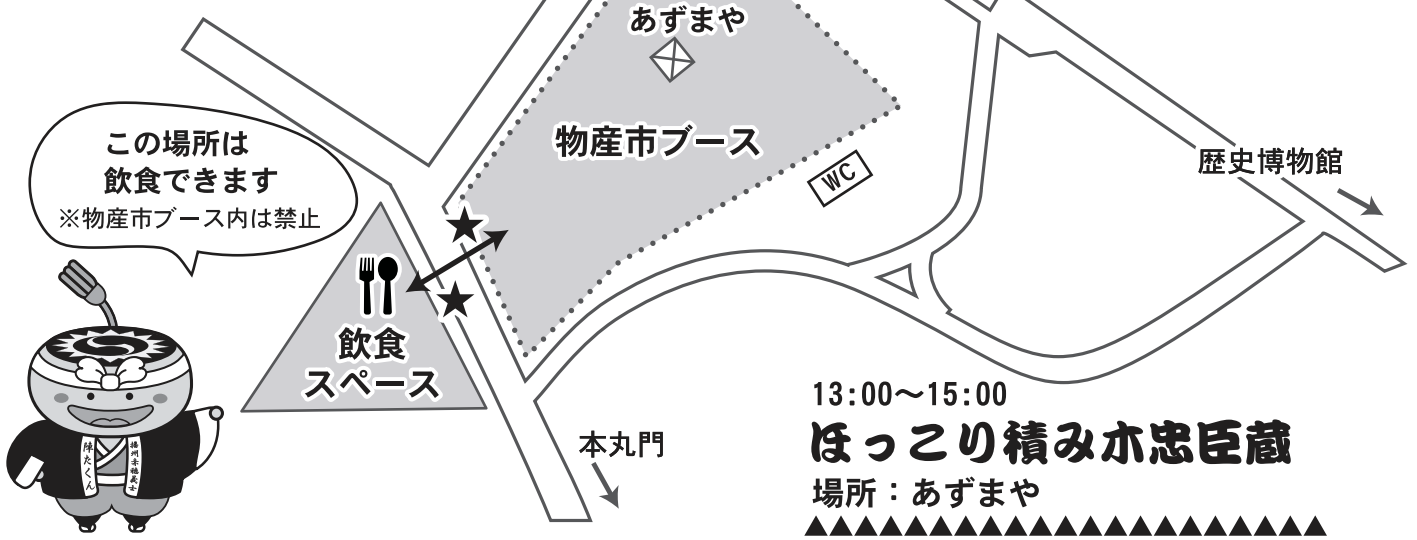 あずまや
物産市ブース
WC
歴史博物館
この場所は
飲食できます
※物産市ブース内は禁止
飲食
スペース
本丸門
陣たくん
播州赤穂義士
13:00〜15:00
ほっこり積み木忠臣蔵
場所：あずまや